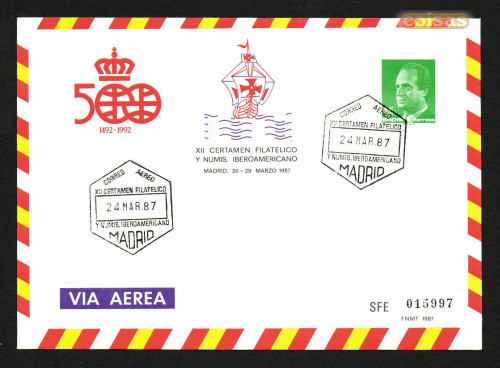 edifsas
500
1492-1992
XII CERTAMEN FILATELICO
Y NUMIS. IBEROAMERICANO
MADRID, 20-29 MARZO 1987
CORREO AEREO
XII CERTAMEN FILATELICO
24 MAR. 87
Y NUMIS. IBEROAMERICANO
MADRID
CORREO AEREO
XII CERTAMEN FILATELICO
24 MAR. 87
Y NUMIS. IBEROAMERICANO
MADRID
VIA AEREA
SFE 015997
FNMT 1987